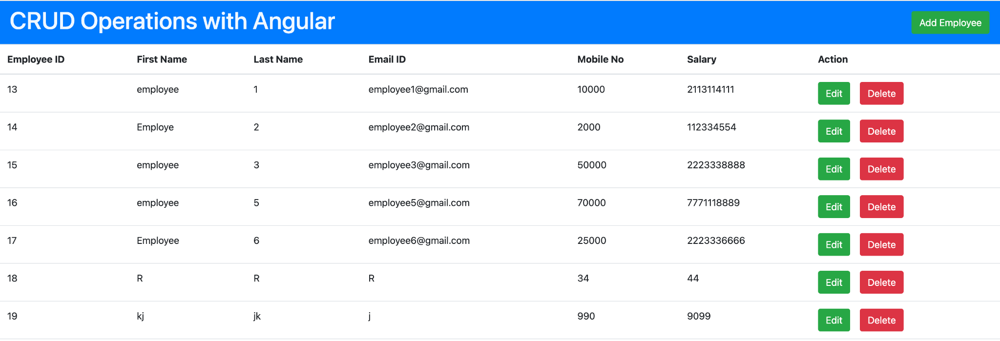 CRUD Operations with Angular Add Employee
Employee ID First Name Last Name Email ID Mobile No Salary Action
13 employee 1 employee1@gmail.com 10000 2113114111 Edit Delete
14 Employe 2 employee2@gmail.com 2000 112334554 Edit Delete
15 employee 3 employee3@gmail.com 50000 2223338888 Edit Delete
16 employee 5 employee5@gmail.com 70000 7771118889 Edit Delete
17 Employee 6 employee6@gmail.com 25000 2223336666 Edit Delete
18 R R R 34 44 Edit Delete
19 kj jk j 990 9099 Edit Delete